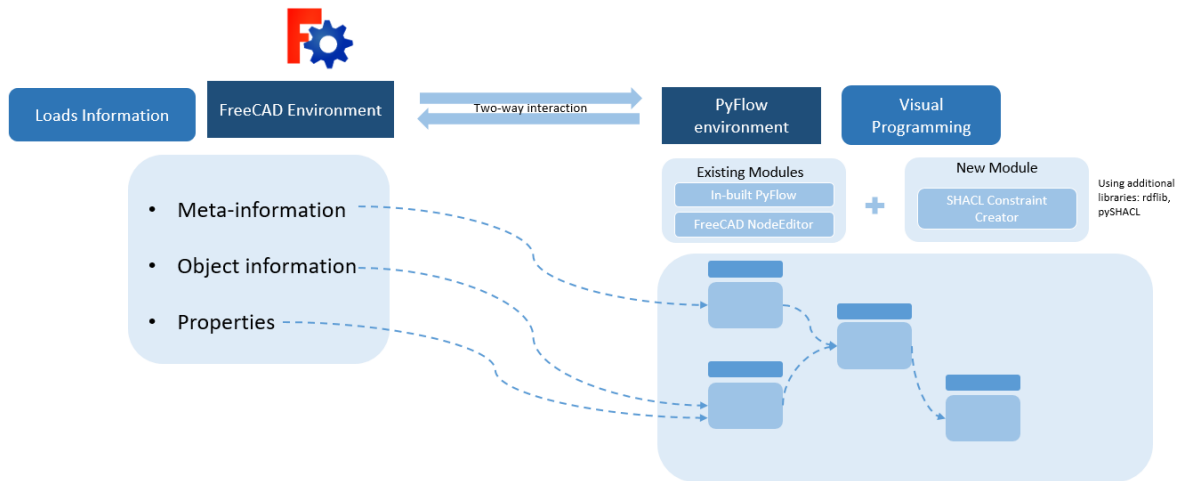 Loads Information
FreeCAD Environment
Two-way interaction
PyFlow
environment
Visual
Programming
• Meta-information
• Object information
• Properties
Existing Modules
In-built PyFlow
FreeCAD NodeEditor
New Module
SHACL Constraint
Creator
Using additional
libraries: rdflib,
pySHACL